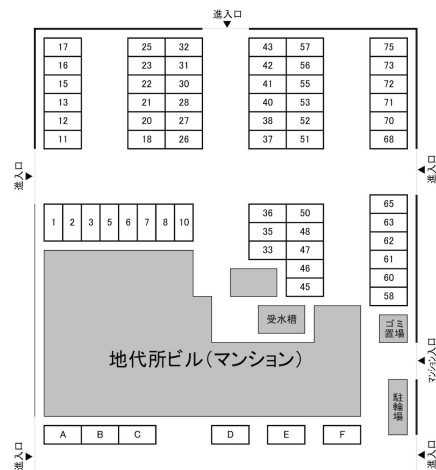 進入口
17 25 32 43 57 75
16 23 31 42 56 73
15 22 30 41 55 72
13 21 28 40 53 71
12 20 27 38 52 70
11 18 26 37 51 68
進入口
進入口
1 2 3 5 6 7 8 10
36 50
35 48
33 47
46
45
65
63
62
61
60
58
受水槽
ゴミ
置場
地代所ビル(マンション)
マンション入口
駐輪場
A B C D E F
進入口
進入口